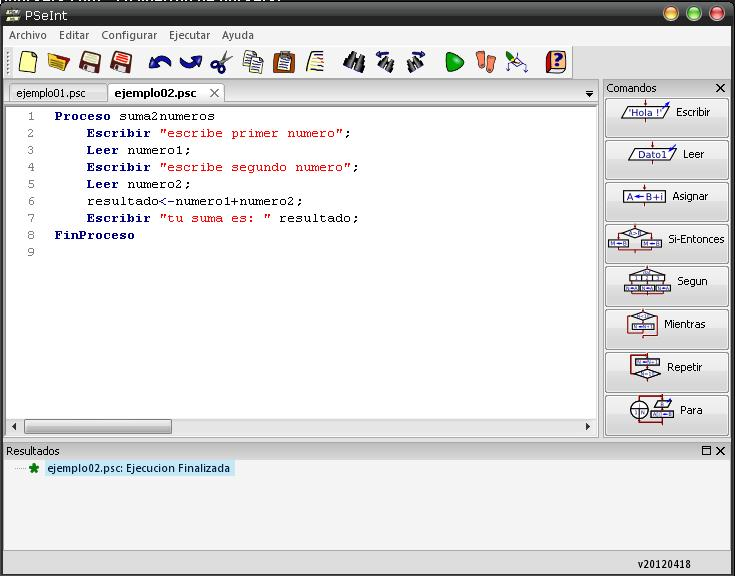 PSeInt
Archivo Editar Configurar Ejecutar Ayuda
ejemplo01.psc ejemplo02.psc
Comandos
1 Proceso suma2numeros
2 Escribir "escribe primer numero";
3 Leer numero1;
4 Escribir "escribe segundo numero";
5 Leer numero2;
6 resultado<-numero1+numero2;
7 Escribir "tu suma es: " resultado;
8 FinProceso
9
'Hola !' Escribir
Dato1 Leer
A←B+i Asignar
Si-Entonces
Segun
Mientras
Repetir
Para
Resultados
ejemplo02.psc: Ejecucion Finalizada
v20120418